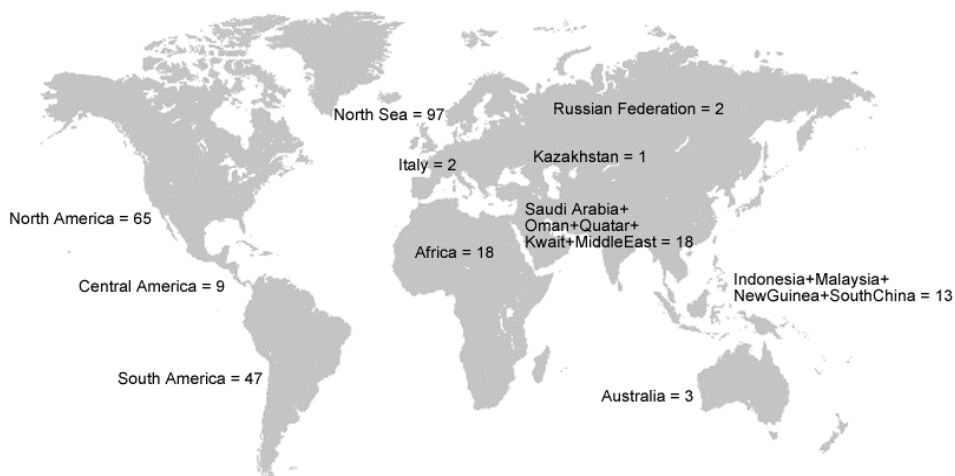 North Sea = 97
Russian Federation = 2
Italy = 2
Kazakhstan = 1
North America = 65
Saudi Arabia+
Oman+Quatar+
Kwait+MiddleEast = 18
Africa = 18
Central America = 9
Indonesia+Malaysia+
NewGuinea+SouthChina = 13
South America = 47
Australia = 3